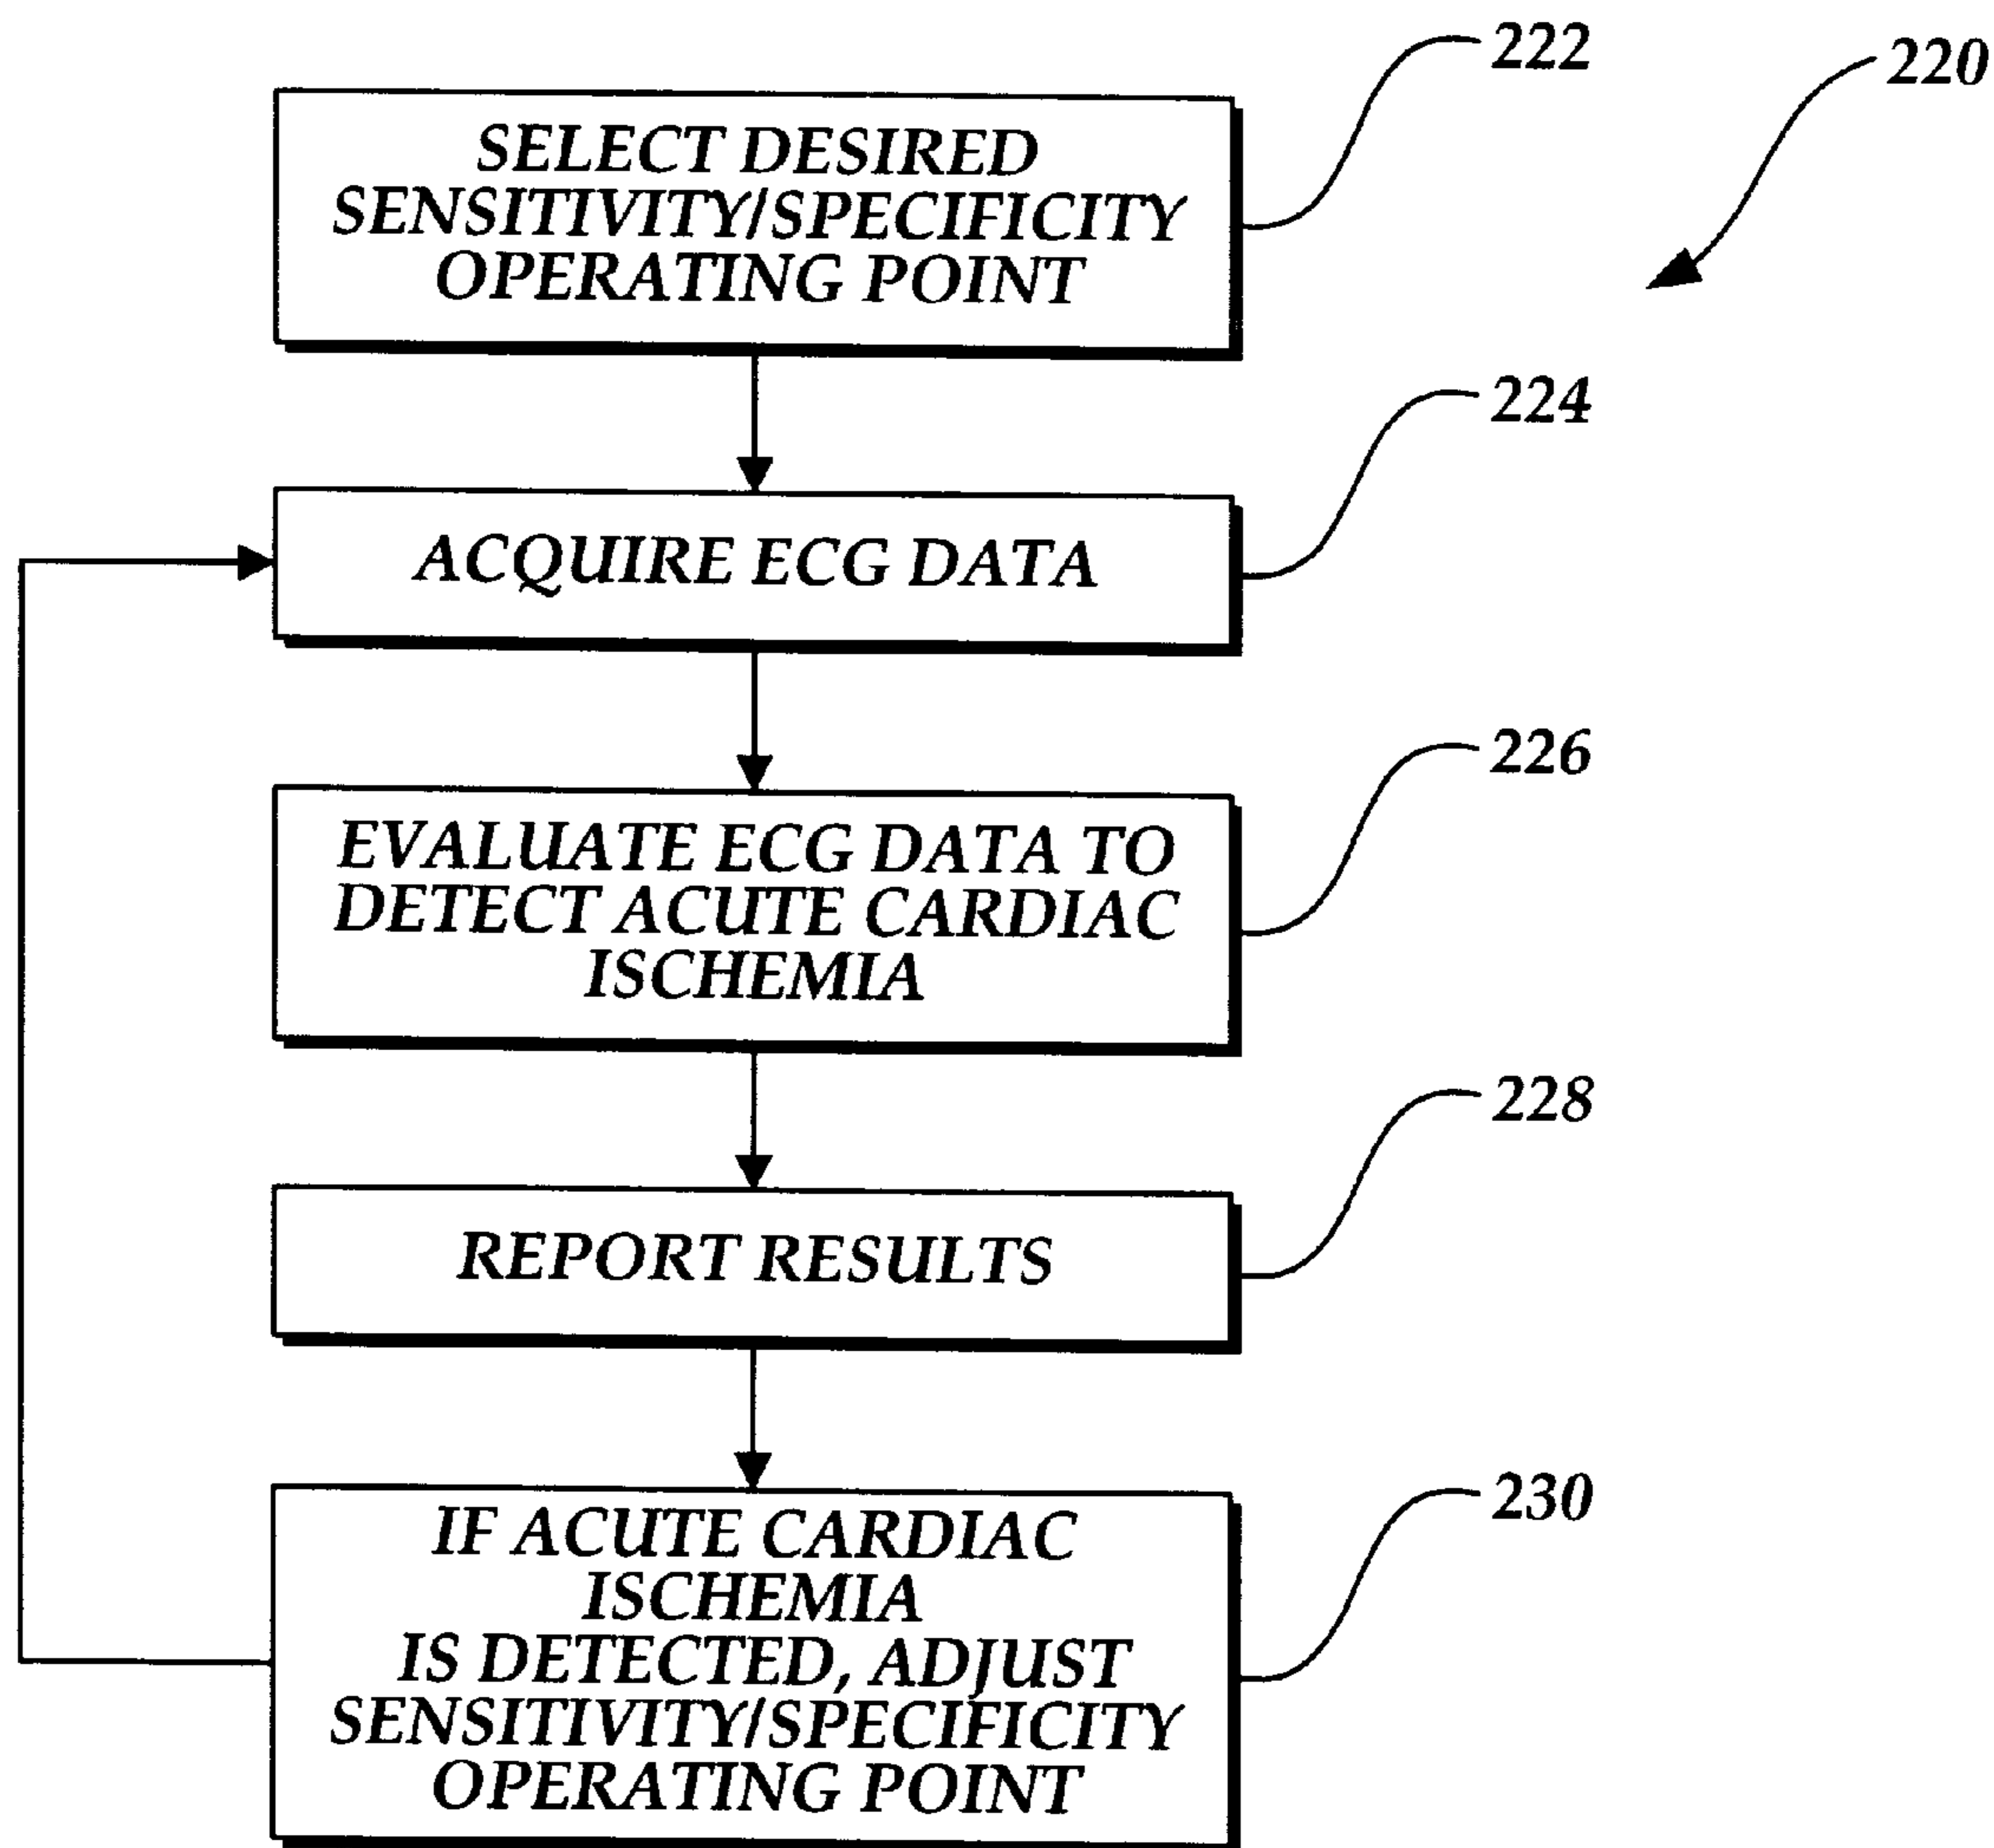 222
220
SELECT DESIRED
SENSITIVITY/SPECIFICITY
OPERATING POINT
224
ACQUIRE ECG DATA
226
EVALUATE ECG DATA TO
DETECT ACUTE CARDIAC
ISCHEMIA
228
REPORT RESULTS
230
IF ACUTE CARDIAC
ISCHEMIA
IS DETECTED, ADJUST
SENSITIVITY/SPECIFICITY
OPERATING POINT